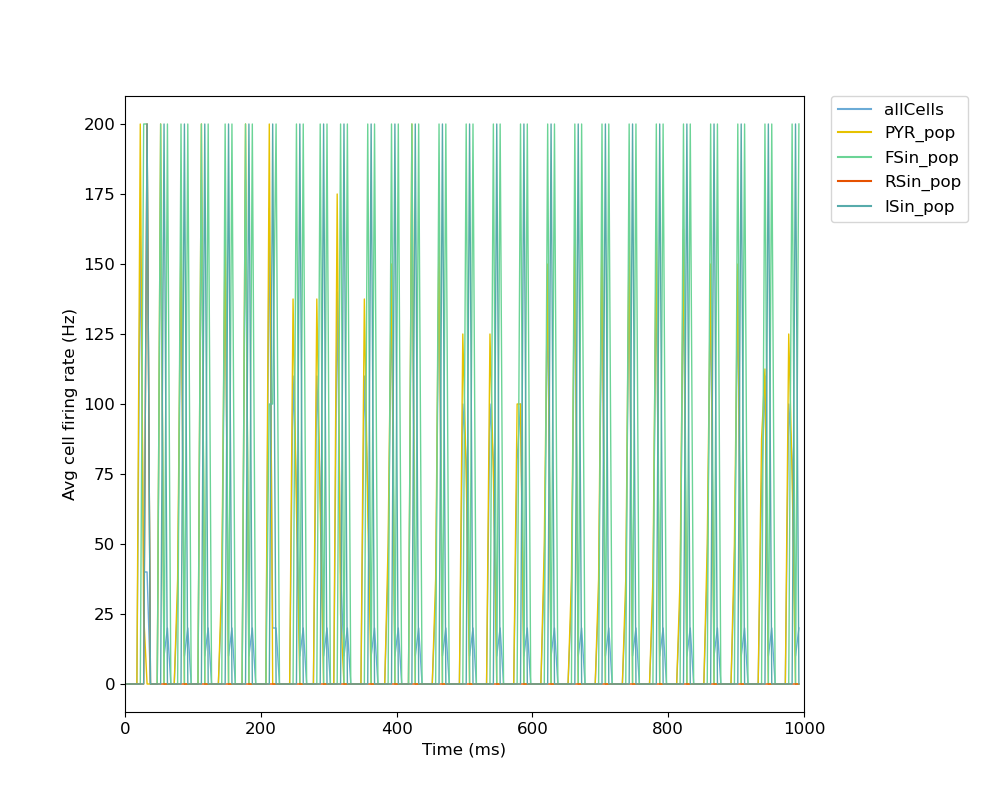 200
175
150
125
100
75
50
25
0
Avg cell firing rate (Hz)
0 200 400 600 800 1000
Time (ms)
allCells
PYR_pop
FSin_pop
RSin_pop
ISin_pop